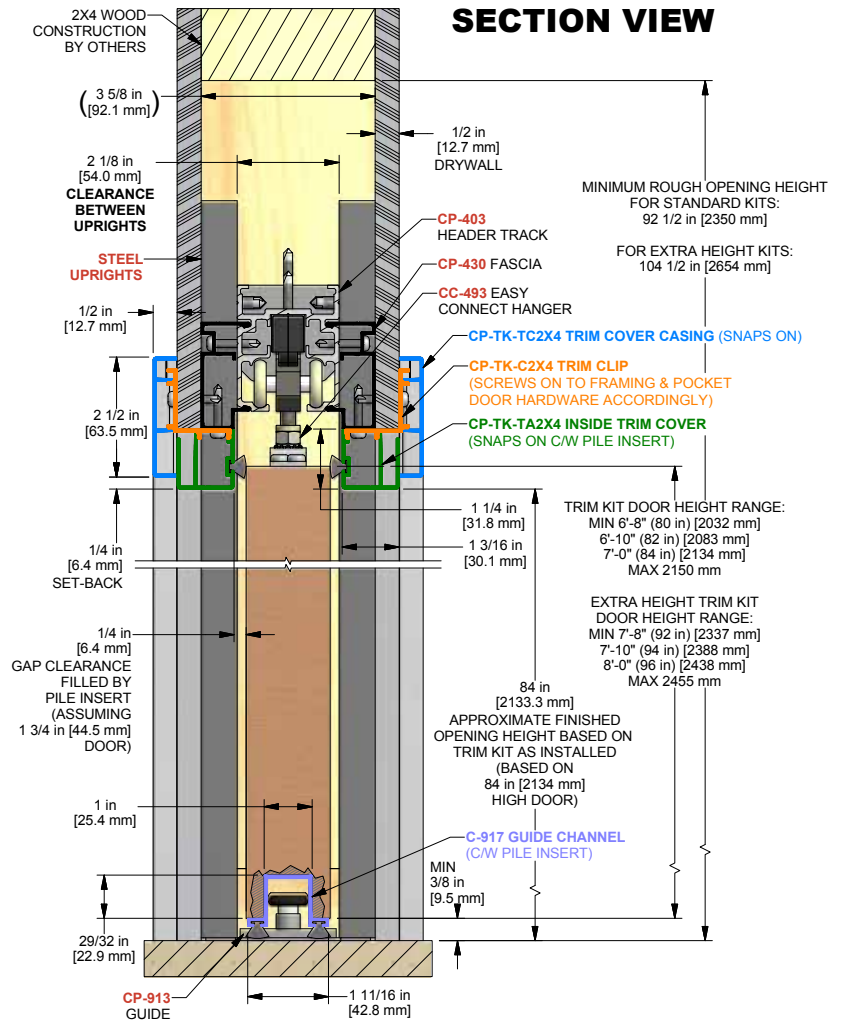 SECTION VIEW
2X4 WOOD
CONSTRUCTION
BY OTHERS
(3 5/8 in)
[92.1 mm]
1/2 in
[12.7 mm]
DRYWALL
2 1/8 in
[54.0 mm]
CLEARANCE
BETWEEN
UPRIGHTS
STEEL
UPRIGHTS
1/2 in
[12.7 mm]
2 1/2 in
[63.5 mm]
MINIMUM ROUGH OPENING HEIGHT
FOR STANDARD KITS:
92 1/2 in [2350 mm]
FOR EXTRA HEIGHT KITS:
104 1/2 in [2654 mm]
CP-403
HEADER TRACK
CP-430 FASCIA
CC-493 EASY
CONNECT HANGER
CP-TK-TC2X4 TRIM COVER CASING (SNAPS ON)
CP-TK-C2X4 TRIM CLIP
(SCREWS ON TO FRAMING & POCKET
DOOR HARDWARE ACCORDINGLY)
CP-TK-TA2X4 INSIDE TRIM COVER
(SNAPS ON C/W PILE INSERT)
1/4 in
[6.4 mm]
SET-BACK
1 1/4 in
[31.8 mm]
1 3/16 in
[30.1 mm]
TRIM KIT DOOR HEIGHT RANGE:
MIN 6'-8" (80 in) [2032 mm]
6'-10" (82 in) [2083 mm]
7'-0" (84 in) [2134 mm]
MAX 2150 mm
EXTRA HEIGHT TRIM KIT
DOOR HEIGHT RANGE:
MIN 7'-8" (92 in) [2337 mm]
7'-10" (94 in) [2388 mm]
8'-0" (96 in) [2438 mm]
MAX 2455 mm
1/4 in
[6.4 mm]
GAP CLEARANCE
FILLED BY
PILE INSERT
(ASSUMING
1 3/4 in [44.5 mm]
DOOR)
84 in
[2133.3 mm]
APPROXIMATE FINISHED
OPENING HEIGHT BASED ON
TRIM KIT AS INSTALLED
(BASED ON
84 in [2134 mm]
HIGH DOOR)
1 in
[25.4 mm]
C-917 GUIDE CHANNEL
(C/W PILE INSERT)
MIN
3/8 in
[9.5 mm]
29/32 in
[22.9 mm]
CP-913
GUIDE
1 11/16 in
[42.8 mm]